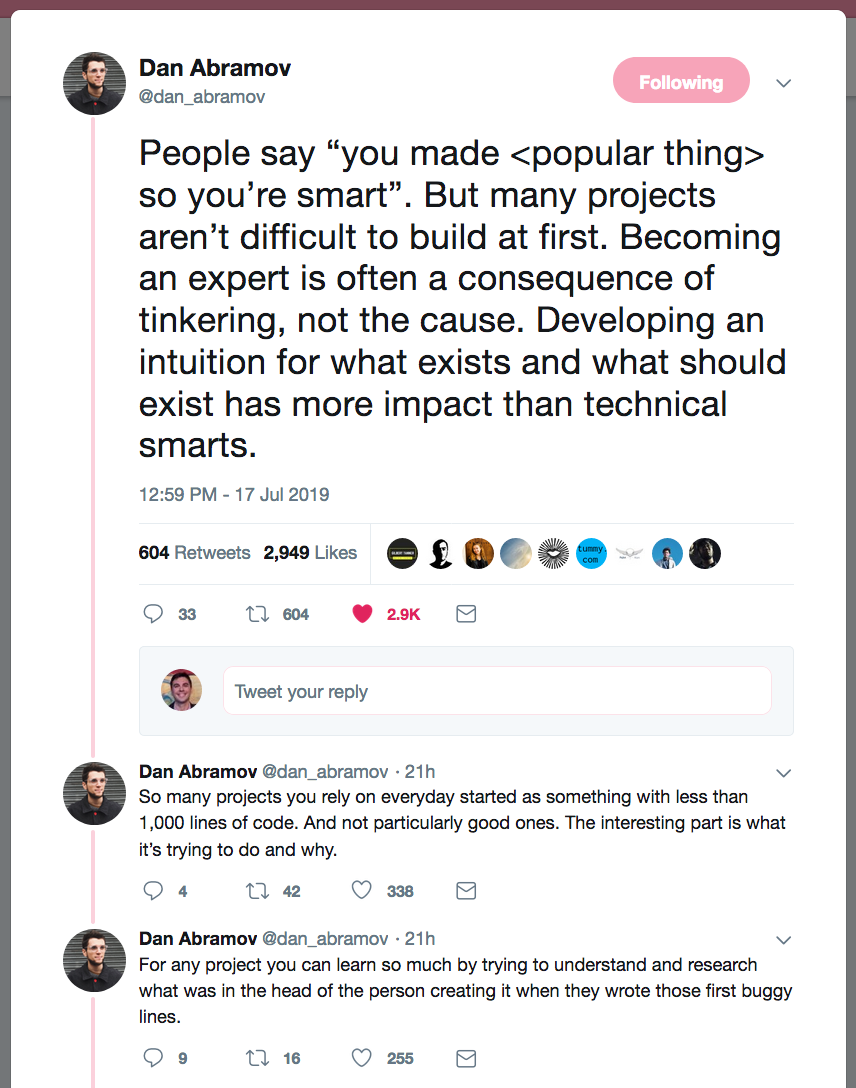 Dan Abramov
@dan_abramov
Following
People say “you made <popular thing>
so you’re smart”. But many projects
aren’t difficult to build at first. Becoming
an expert is often a consequence of
tinkering, not the cause. Developing an
intuition for what exists and what should
exist has more impact than technical
smarts.
12:59 PM - 17 Jul 2019
604 Retweets 2,949 Likes
tummy.
com
33 604 2.9K
Tweet your reply
Dan Abramov @dan_abramov · 21h
So many projects you rely on everyday started as something with less than
1,000 lines of code. And not particularly good ones. The interesting part is what
it’s trying to do and why.
4 42 338
Dan Abramov @dan_abramov · 21h
For any project you can learn so much by trying to understand and research
what was in the head of the person creating it when they wrote those first buggy
lines.
9 16 255